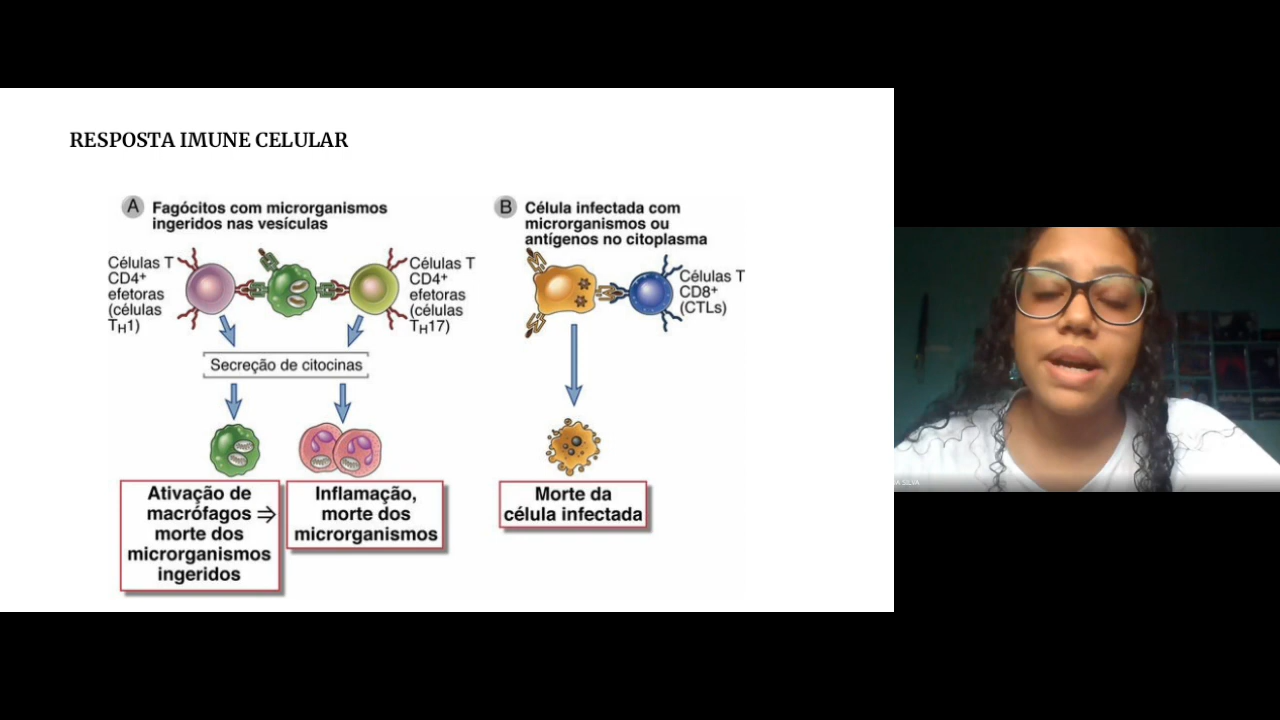 RESPOSTA IMUNE CELULAR
A
Fagócitos com microrganismos
ingeridos nas vesículas
Células T
CD4+
efetoras
(células
TH1)
Células T
CD4+
efetoras
(células
TH17)
Secreção de citocinas
Ativação de
macrófagos ⇒
morte dos
microrganismos
ingeridos
Inflamação,
morte dos
microrganismos
B
Célula infectada com
microrganismos ou
antígenos no citoplasma
Células T
CD8+
(CTLs)
Morte da
célula infectada
SILVA